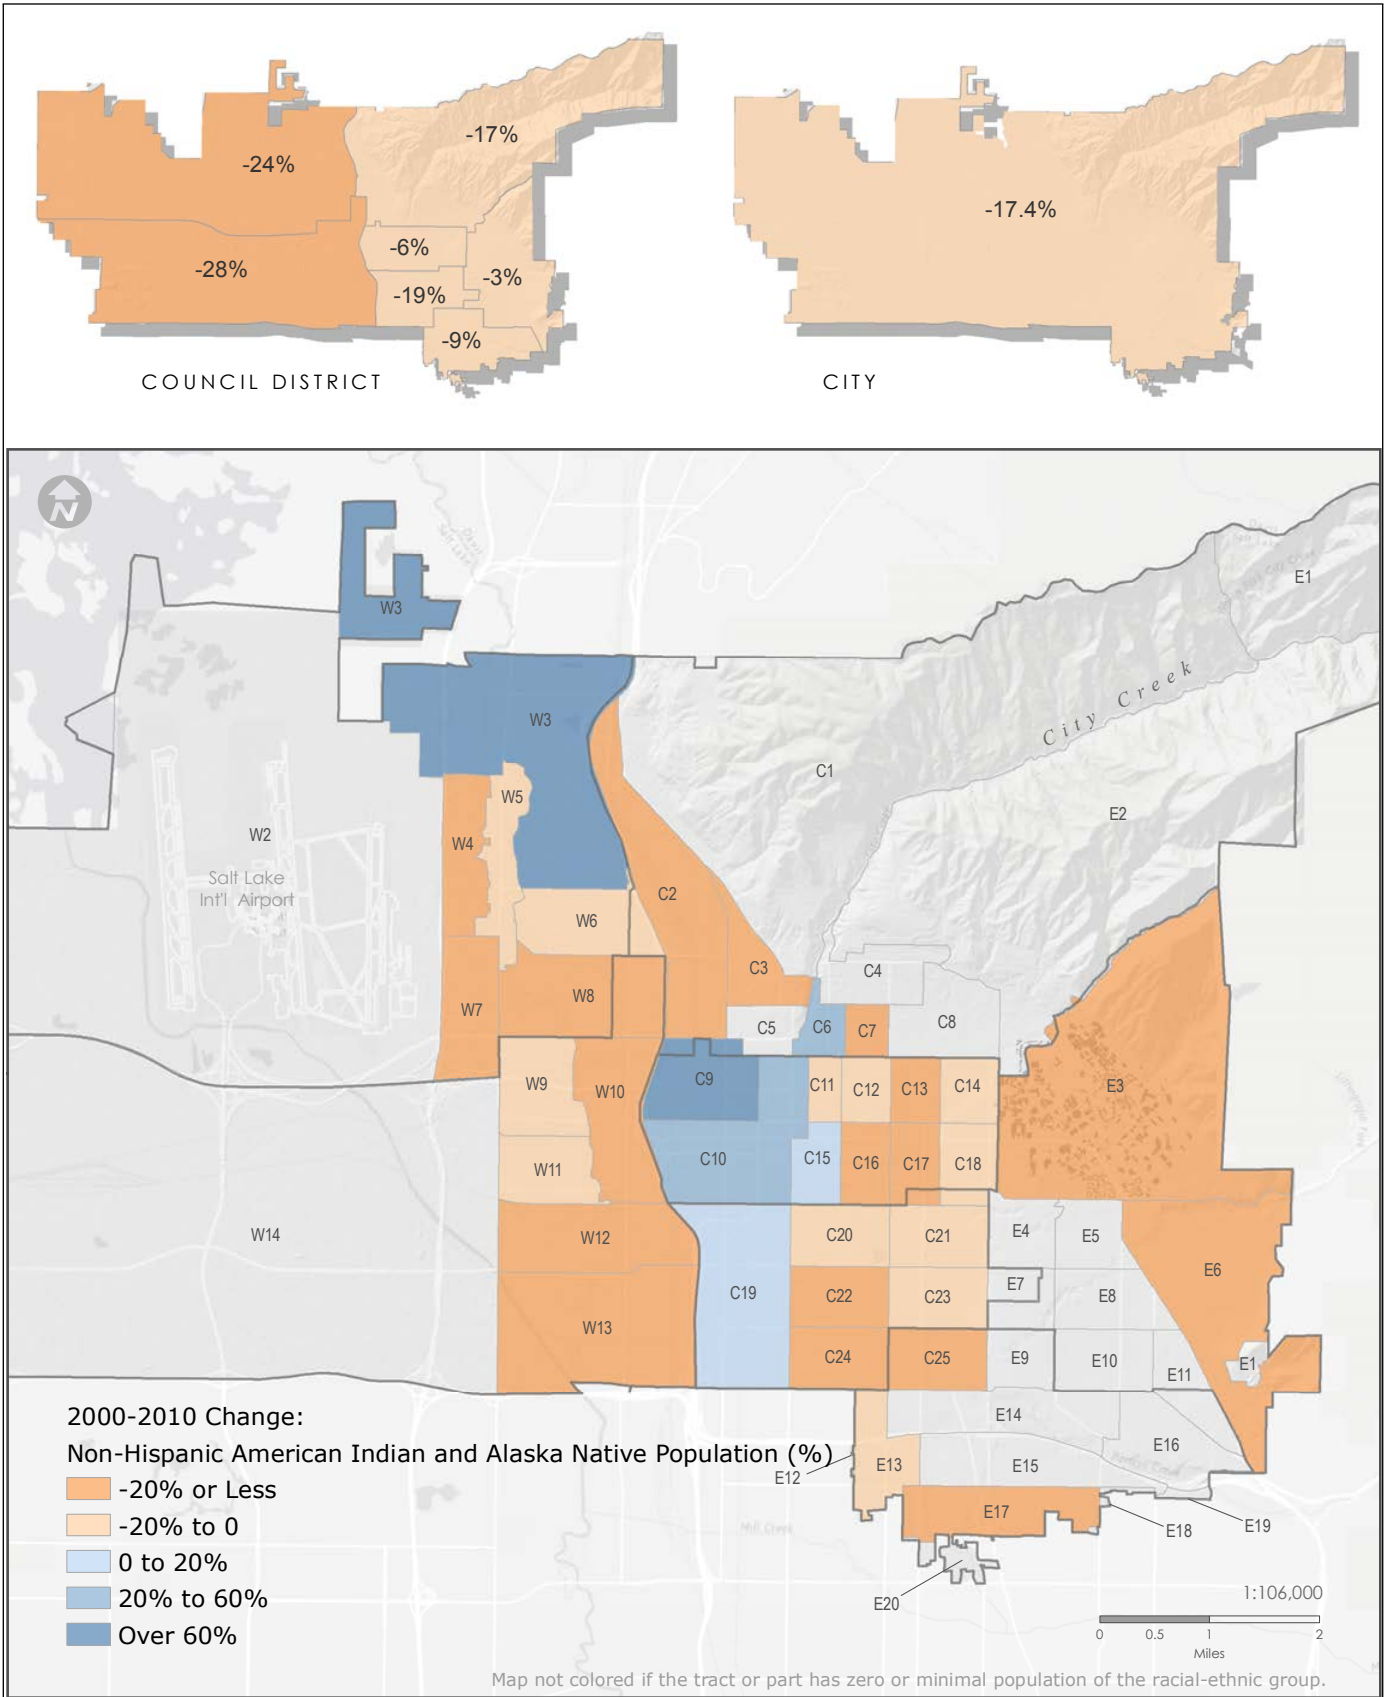 -17%
-24%
-6%
-28%
-3%
-19%
-9%
COUNCIL DISTRICT
-17.4%
CITY
N
Davis
Salt Lake
E1
W3
W3
City Creek
C1
E2
W5
W2
W4
Salt Lake
Int'l Airport
C2
W6
C3
C4
W8
W7
C5
C6
C7
C8
C9
W9
W10
C11
C12
C13
C14
E3
C10
C15
C16
C17
C18
W11
W14
W12
C20
C21
E4
E5
E6
C19
C22
C23
E7
E8
W13
C24
C25
E9
E10
E11
E1
2000-2010 Change:
Non-Hispanic American Indian and Alaska Native Population (%)
-20% or Less
-20% to 0
0 to 20%
20% to 60%
Over 60%
E14
E16
E12
E13
E15
E17
E18
E19
Mill Creek
E20
1:106,000
0 0.5 1 2
Miles
Map not colored if the tract or part has zero or minimal population of the racial-ethnic group.